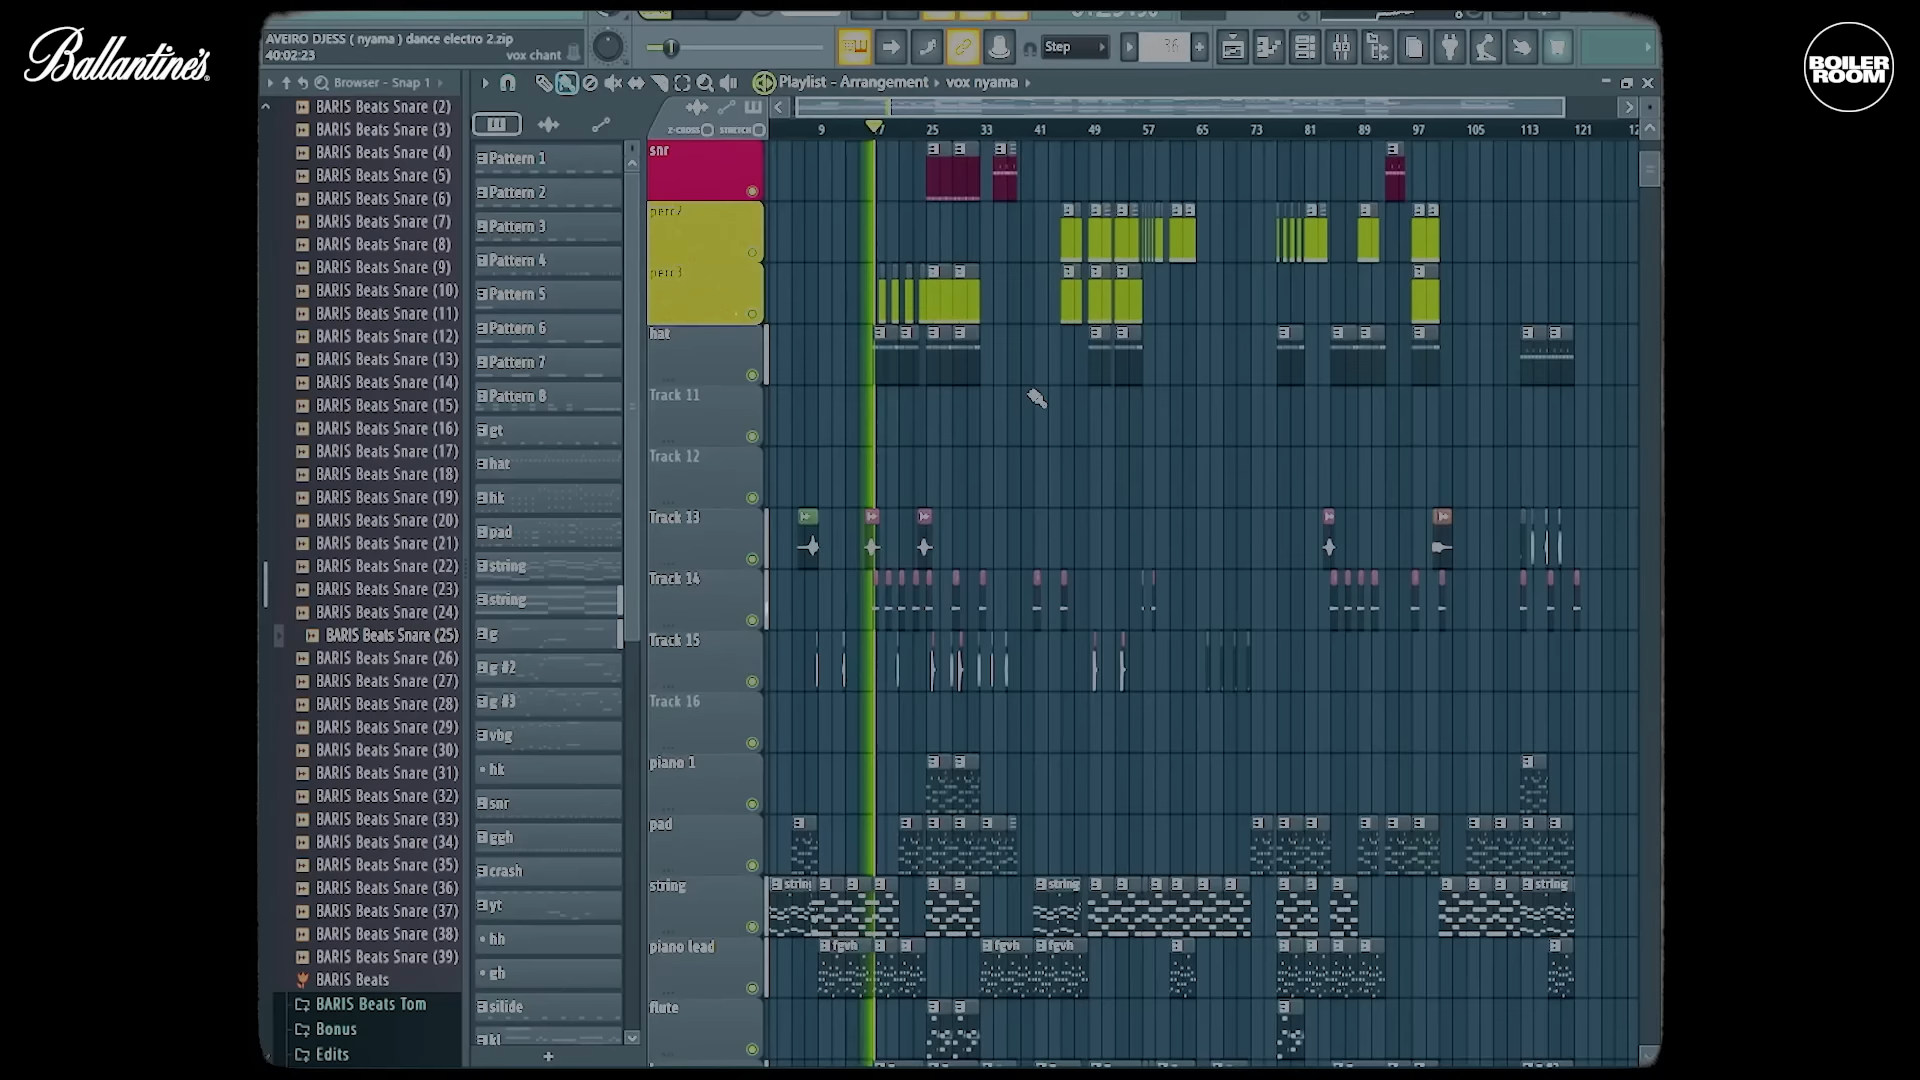 Ballantine's
BOILER ROOM
AVEIRO DJESS ( nyama ) dance electro 2.zip
40:02:23
vox chant
Step
36
Browser - Snap 1
Playlist - Arrangement
vox nyama
Z-CROSS
STRETCH
9
25
33
41
49
57
65
73
81
89
97
105
113
121
BARIS Beats Snare (2)
BARIS Beats Snare (3)
BARIS Beats Snare (4)
BARIS Beats Snare (5)
BARIS Beats Snare (6)
BARIS Beats Snare (7)
BARIS Beats Snare (8)
BARIS Beats Snare (9)
BARIS Beats Snare (10)
BARIS Beats Snare (11)
BARIS Beats Snare (12)
BARIS Beats Snare (13)
BARIS Beats Snare (14)
BARIS Beats Snare (15)
BARIS Beats Snare (16)
BARIS Beats Snare (17)
BARIS Beats Snare (18)
BARIS Beats Snare (19)
BARIS Beats Snare (20)
BARIS Beats Snare (21)
BARIS Beats Snare (22)
BARIS Beats Snare (23)
BARIS Beats Snare (24)
BARIS Beats Snare (25)
BARIS Beats Snare (26)
BARIS Beats Snare (27)
BARIS Beats Snare (28)
BARIS Beats Snare (29)
BARIS Beats Snare (30)
BARIS Beats Snare (31)
BARIS Beats Snare (32)
BARIS Beats Snare (33)
BARIS Beats Snare (34)
BARIS Beats Snare (35)
BARIS Beats Snare (36)
BARIS Beats Snare (37)
BARIS Beats Snare (38)
BARIS Beats Snare (39)
BARIS Beats
BARIS Beats Tom
Bonus
Edits
Pattern 1
Pattern 2
Pattern 3
Pattern 4
Pattern 5
Pattern 6
Pattern 7
Pattern 8
gt
hat
hk
pad
string
string
g
g #2
g #3
vbg
hk
snr
ggh
crash
yt
hh
gh
silide
kl
snr
perc2
perc3
hat
Track 11
Track 12
Track 13
Track 14
Track 15
Track 16
piano 1
pad
string
string
string
string
piano lead
fgvh
fgvh
fgvh
flute